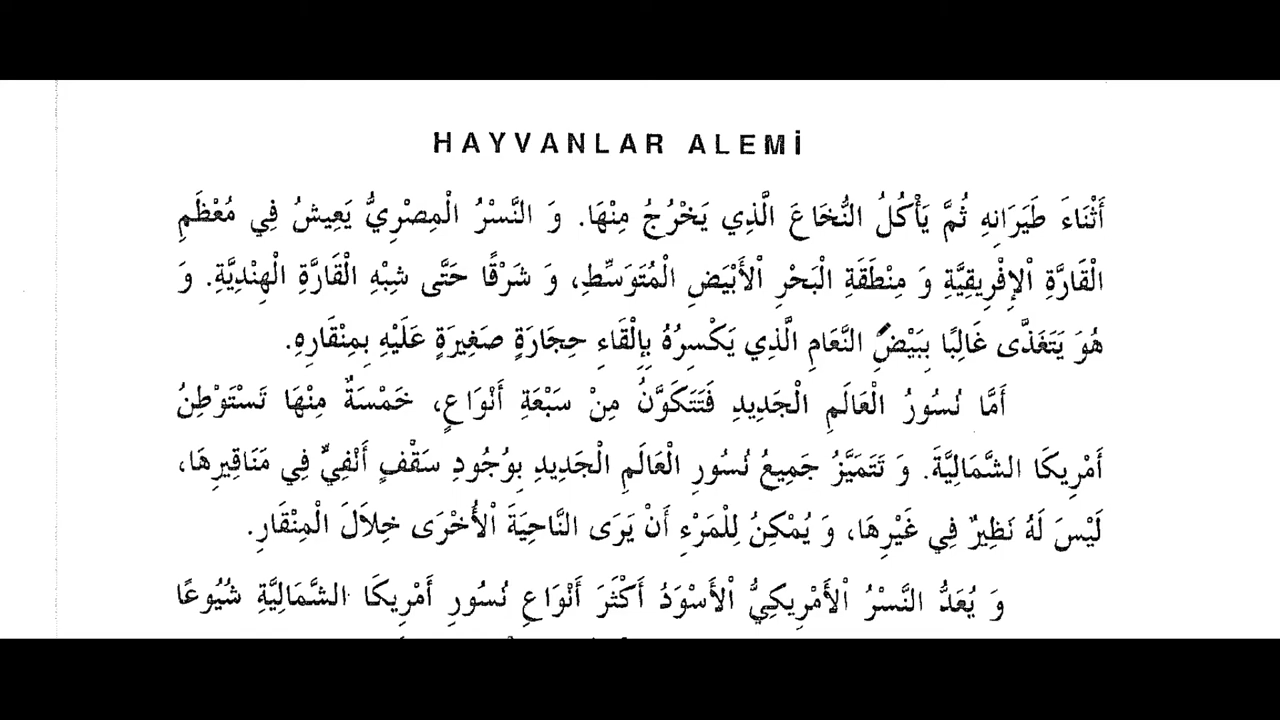 HAYVANLAR ALEMİ
أَثْنَاءَ طَيَرَانِهِ ثُمَّ يَأْكُلُ النُّخَاعَ الَّذِي يَخْرُجُ مِنْهَا. وَ النَّسْرُ الْمِصْرِيُّ يَعِيشُ فِي مُعْظَمِ
الْقَارَّةِ الْإِفْرِيقِيَّةِ وَ مِنْطَقَةِ الْبَحْرِ الْأَبْيَضِ الْمُتَوَسِّطِ، وَ شَرْقًا حَتَّى شِبْهِ الْقَارَّةِ الْهِنْدِيَّةِ. وَ
هُوَ يَتَغَذَّى غَالِبًا بِبَيْضِ النَّعَامِ الَّذِي يَكْسِرُهُ بِإِلْقَاءِ حِجَارَةٍ صَغِيرَةٍ عَلَيْهِ بِمِنْقَارِهِ.
أَمَّا نُسُورُ الْعَالَمِ الْجَدِيدِ فَتَتَكَوَّنُ مِنْ سَبْعَةِ أَنْوَاعٍ، خَمْسَةٌ مِنْهَا تَسْتَوْطِنُ
أَمْرِيكَا الشَّمَالِيَّةَ. وَ تَتَمَيَّزُ جَمِيعُ نُسُورِ الْعَالَمِ الْجَدِيدِ بِوُجُودِ سَقْفٍ أَنْفِيٍّ فِي مَنَاقِيرِهَا،
لَيْسَ لَهُ نَظِيرٌ فِي غَيْرِهَا، وَ يُمْكِنُ لِلْمَرْءِ أَنْ يَرَى النَّاحِيَةَ الْأُخْرَى خِلَالَ الْمِنْقَارِ.
وَ يُعَدُّ النَّسْرُ الْأَمْرِيكِيُّ الْأَسْوَدُ أَكْثَرَ أَنْوَاعِ نُسُورِ أَمْرِيكَا الشَّمَالِيَّةِ شُيُوعًا